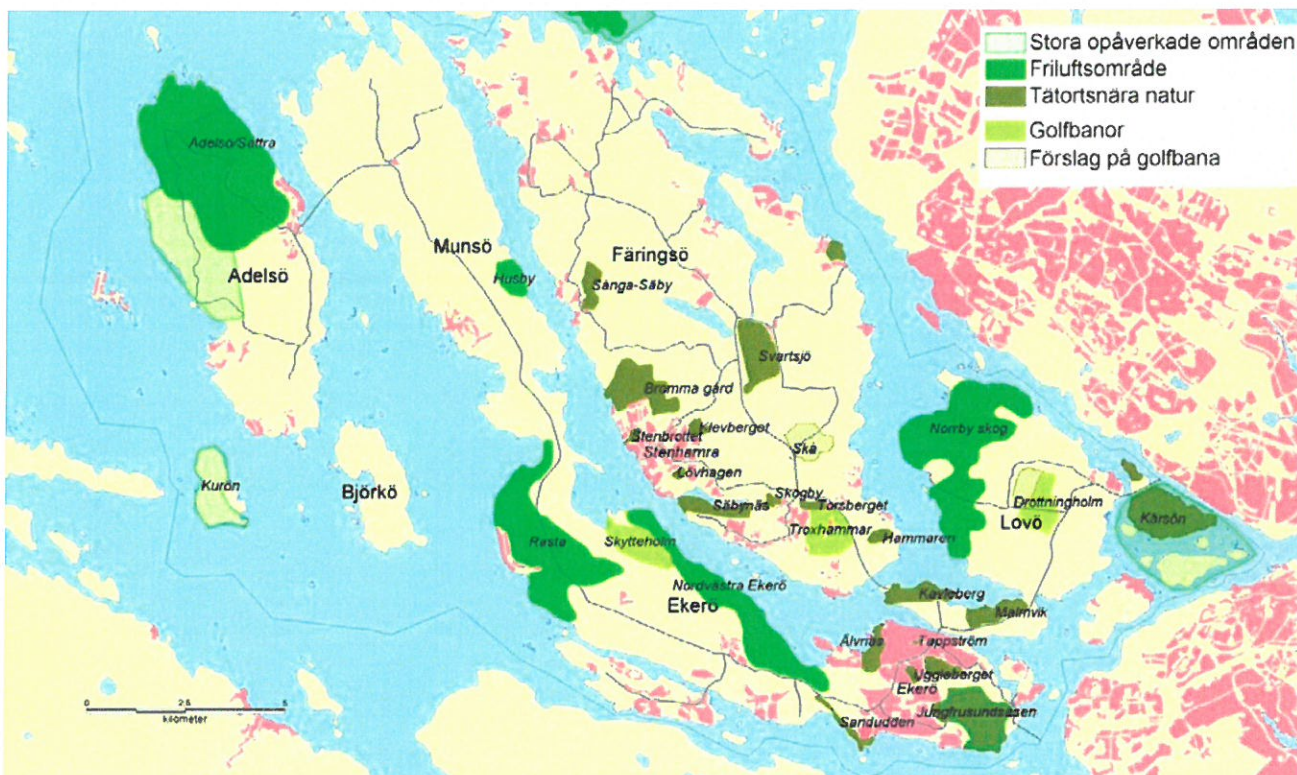 Stora opåverkade områden
Friluftsområde
Tätortsnära natur
Golfbanor
Förslag på golfbana
Adelsö/Sättra
Munsö
Färingsö
Adelsö
Husby
Sånga-Säby
Svartsjö
Bromma gård
Norrby skog
Klevberget
Stenbrottet
Stenhamra
Skå
Lövhagen
Kurön
Björkö
Drottningholm
Skogby
Säbynäs
Torsberget
Lovö
Kärsön
Troxhammar
Hammaren
Rasta
Skytteholm
Nordvästra Ekerö
Ekerö
Kaveberg
Malmvik
Älvnäs
Tappström
Uggleberget
Ekerö
Jungfrusundsåsen
Sandudden
0 2.5 5
kilometer